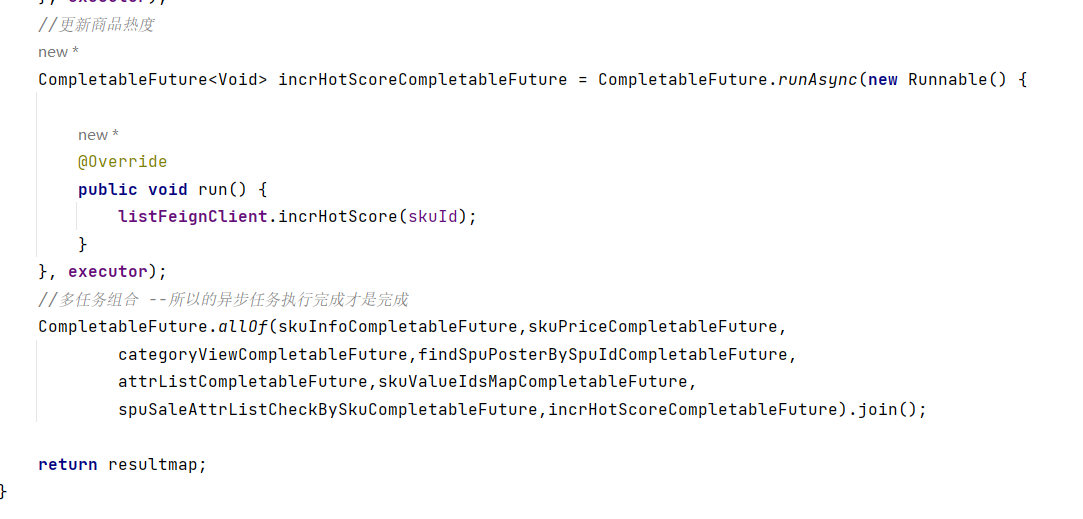 }, executor);
//更新商品热度
new *
CompletableFuture<Void> incrHotScoreCompletableFuture = CompletableFuture.runAsync(new Runnable() {
new *
@Override
public void run() {
listFeignClient.incrHotScore(skuId);
}
}, executor);
//多任务组合 --所以的异步任务执行完成才是完成
CompletableFuture.allOf(skuInfoCompletableFuture,skuPriceCompletableFuture,
categoryViewCompletableFuture,findSpuPosterBySpuIdCompletableFuture,
attrListCompletableFuture,skuValueIdsMapCompletableFuture,
spuSaleAttrListCheckBySkuCompletableFuture,incrHotScoreCompletableFuture).join();
return resultmap;
}